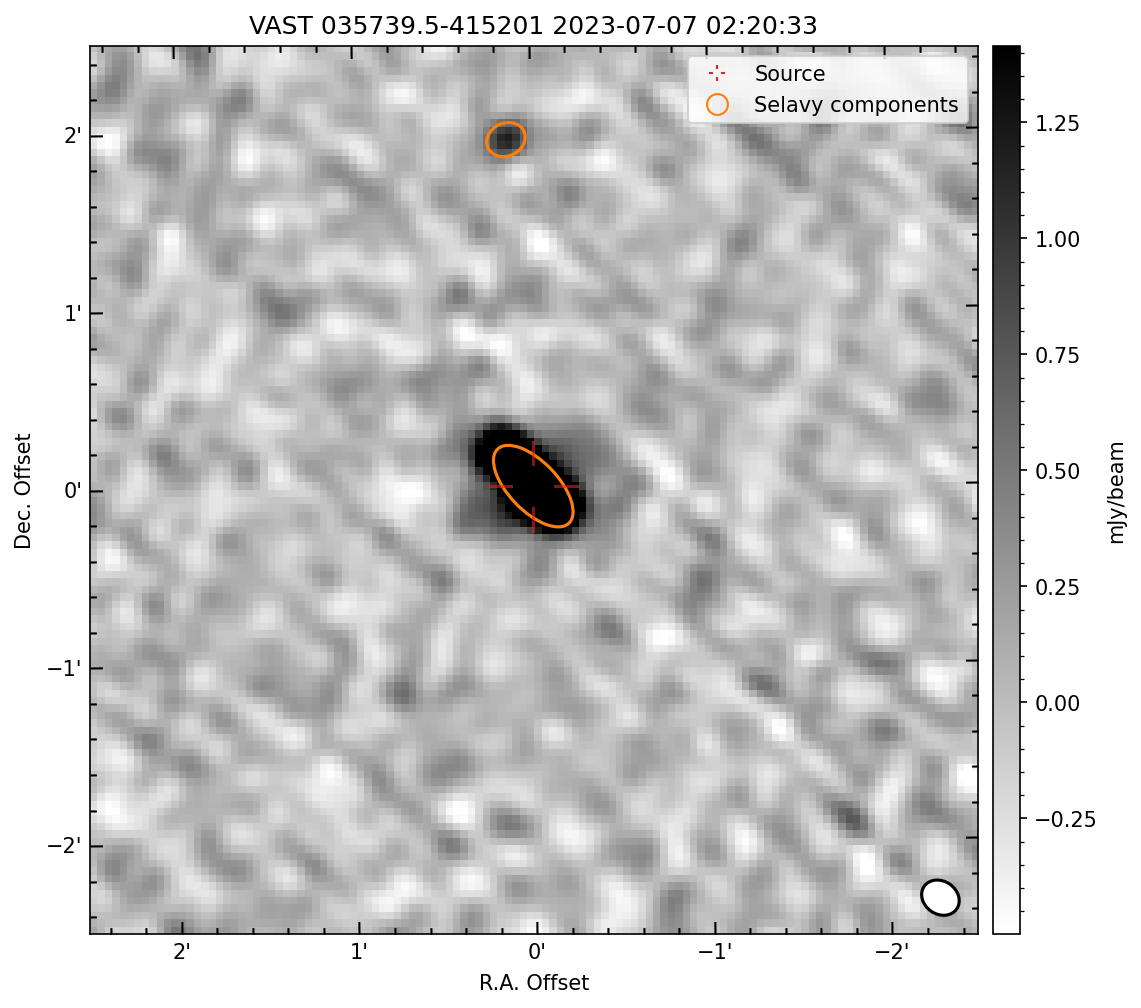 VAST 035739.5-415201 2023-07-07 02:20:33
Source
Selavy components
2'
1'
0'
−1'
−2'
Dec. Offset
2'
1'
0'
−1'
−2'
R.A. Offset
1.25
1.00
0.75
0.50
0.25
0.00
−0.25
mJy/beam